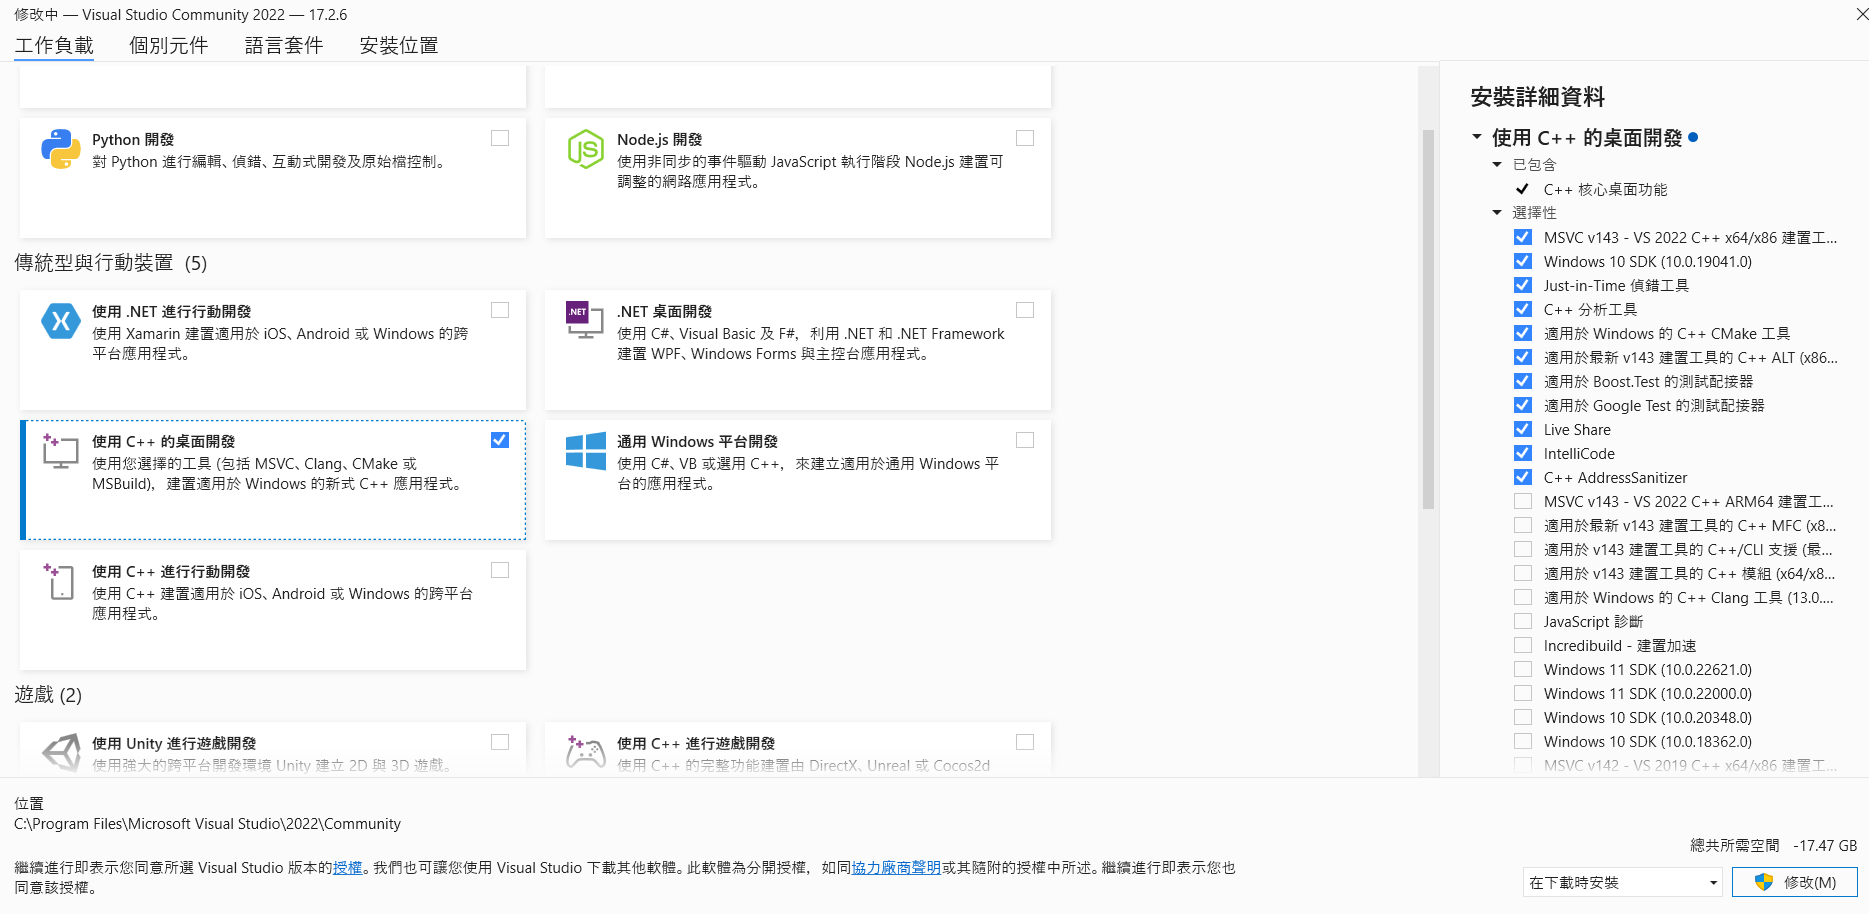 修改中 — Visual Studio Community 2022 — 17.2.6
工作負載 個別元件 語言套件 安裝位置
Python 開發
對 Python 進行編輯、偵錯、互動式開發及原始檔控制。
Node.js 開發
使用非同步的事件驅動 JavaScript 執行階段 Node.js 建置可
調整的網路應用程式。
傳統型與行動裝置 (5)
使用 .NET 進行行動開發
使用 Xamarin 建置適用於 iOS、Android 或 Windows 的跨
平台應用程式。
.NET
.NET 桌面開發
使用 C#、Visual Basic 及 F#，利用 .NET 和 .NET Framework
建置 WPF、Windows Forms 與主控台應用程式。
使用 C++ 的桌面開發
使用您選擇的工具 (包括 MSVC、Clang、CMake 或
MSBuild)，建置適用於 Windows 的新式 C++ 應用程式。
通用 Windows 平台開發
使用 C#、VB 或選用 C++，來建立適用於通用 Windows 平
台的應用程式。
使用 C++ 進行行動開發
使用 C++ 建置適用於 iOS、Android 或 Windows 的跨平台
應用程式。
遊戲 (2)
使用 Unity 進行遊戲開發
使用強大的跨平台開發環境 Unity 建立 2D 與 3D 遊戲。
使用 C++ 進行遊戲開發
使用 C++ 的完整功能建置由 DirectX、Unreal 或 Cocos2d
安裝詳細資料
使用 C++ 的桌面開發
已包含
C++ 核心桌面功能
選擇性
MSVC v143 - VS 2022 C++ x64/x86 建置工...
Windows 10 SDK (10.0.19041.0)
Just-in-Time 偵錯工具
C++ 分析工具
適用於 Windows 的 C++ CMake 工具
適用於最新 v143 建置工具的 C++ ALT (x86...
適用於 Boost.Test 的測試配接器
適用於 Google Test 的測試配接器
Live Share
IntelliCode
C++ AddressSanitizer
MSVC v143 - VS 2022 C++ ARM64 建置工...
適用於最新 v143 建置工具的 C++ MFC (x8...
適用於 v143 建置工具的 C++/CLI 支援 (最...
適用於 v143 建置工具的 C++ 模組 (x64/x8...
適用於 Windows 的 C++ Clang 工具 (13.0....
JavaScript 診斷
Incredibuild - 建置加速
Windows 11 SDK (10.0.22621.0)
Windows 11 SDK (10.0.22000.0)
Windows 10 SDK (10.0.20348.0)
Windows 10 SDK (10.0.18362.0)
MSVC v142 - VS 2019 C++ x64/x86 建置工...
位置
C:\Program Files\Microsoft Visual Studio\2022\Community
繼續進行即表示您同意所選 Visual Studio 版本的授權。我們也可讓您使用 Visual Studio 下載其他軟體。此軟體為分開授權，如同協力廠商聲明或其隨附的授權中所述。繼續進行即表示您也
同意該授權。
總共所需空間 -17.47 GB
在下載時安裝 修改(M)